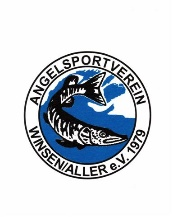 ANGELSPORTVEREIN
WINSEN/ALLER e.V. 1979